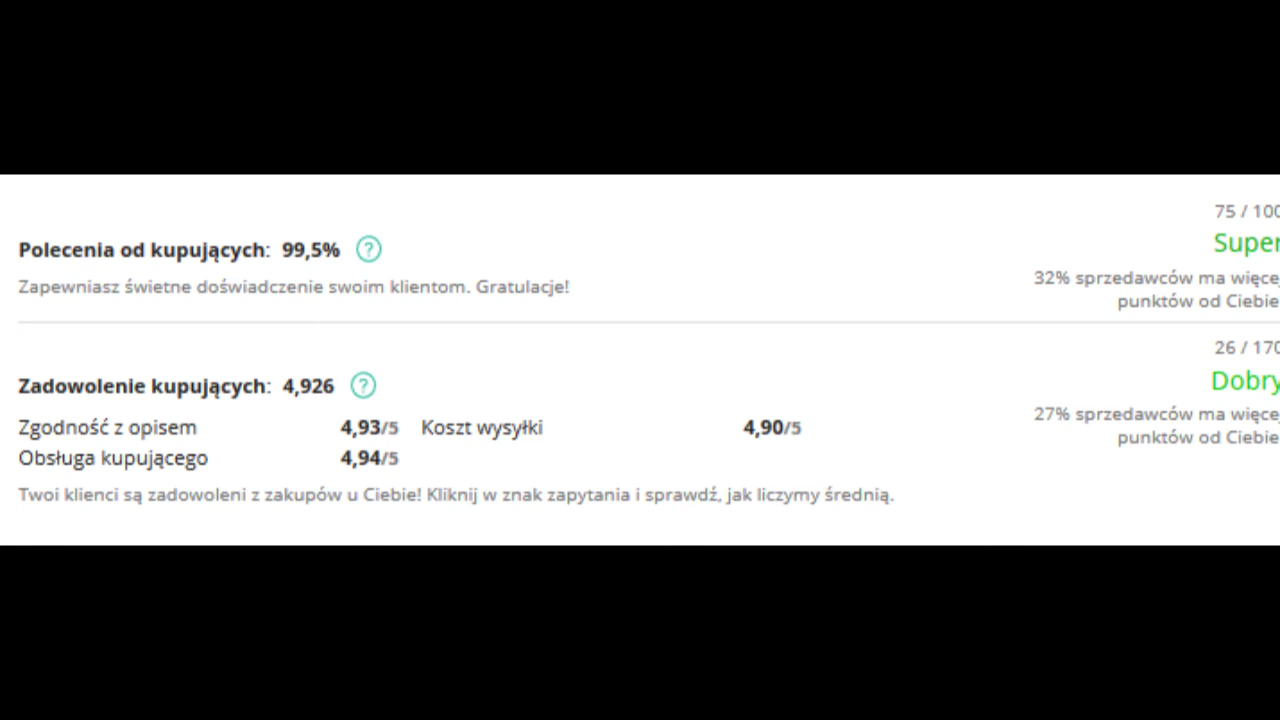 75 / 100
Polecenia od kupujących: 99,5% ?
Super
Zapewniasz świetne doświadczenie swoim klientom. Gratulacje!
32% sprzedawców ma więcej
punktów od Ciebie
26 / 170
Zadowolenie kupujących: 4,926 ?
Dobry
27% sprzedawców ma więcej
punktów od Ciebie
Zgodność z opisem 4,93/5 Koszt wysyłki 4,90/5
Obsługa kupującego 4,94/5
Twoi klienci są zadowoleni z zakupów u Ciebie! Kliknij w znak zapytania i sprawdź, jak liczymy średnią.